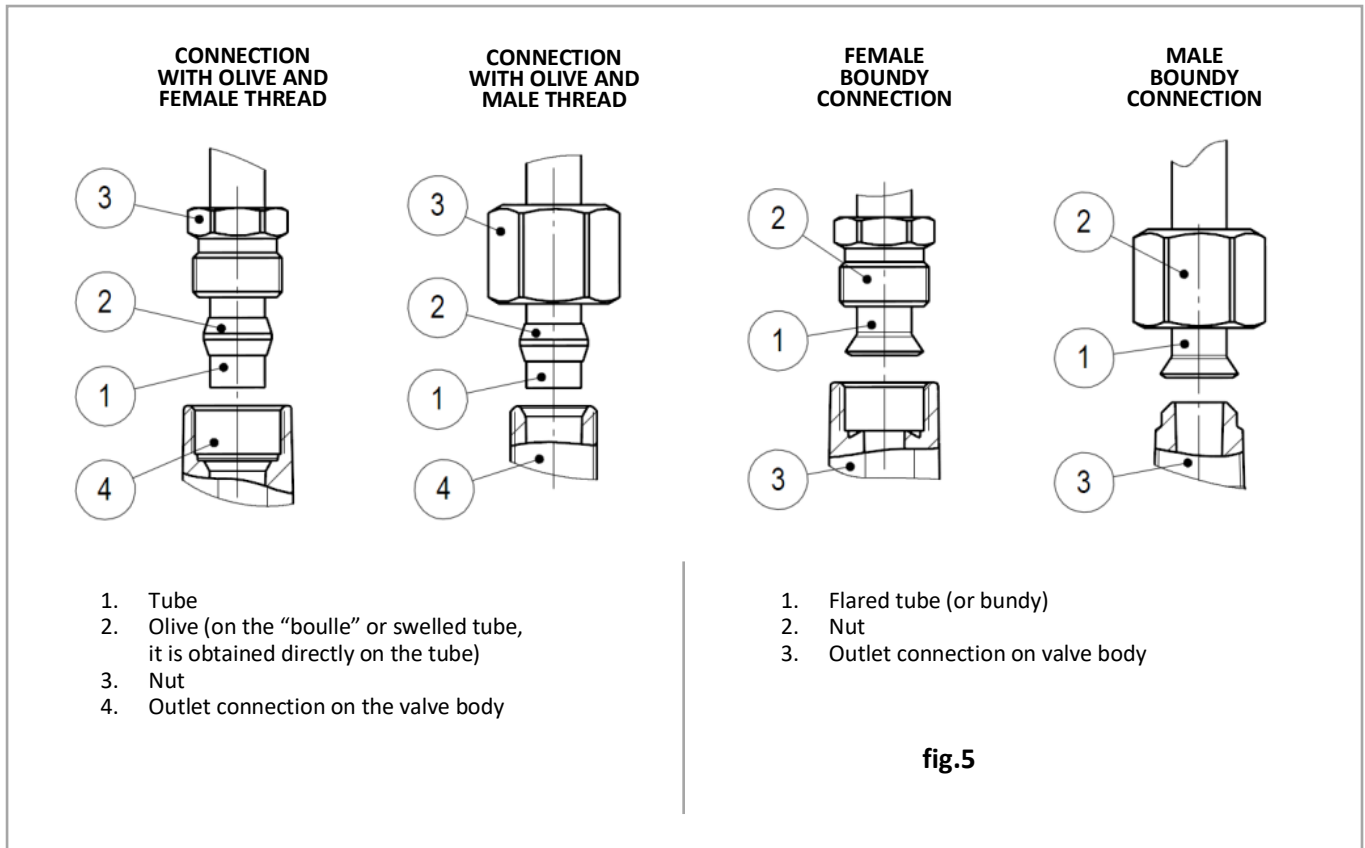 CONNECTION
WITH OLIVE AND
FEMALE THREAD
CONNECTION
WITH OLIVE AND
MALE THREAD
FEMALE
BOUNDY
CONNECTION
MALE
BOUNDY
CONNECTION
3
2
1
4
3
2
1
4
2
1
3
2
1
3
1. Tube
2. Olive (on the “boulle” or swelled tube,
it is obtained directly on the tube)
3. Nut
4. Outlet connection on the valve body
1. Flared tube (or bundy)
2. Nut
3. Outlet connection on valve body
fig.5